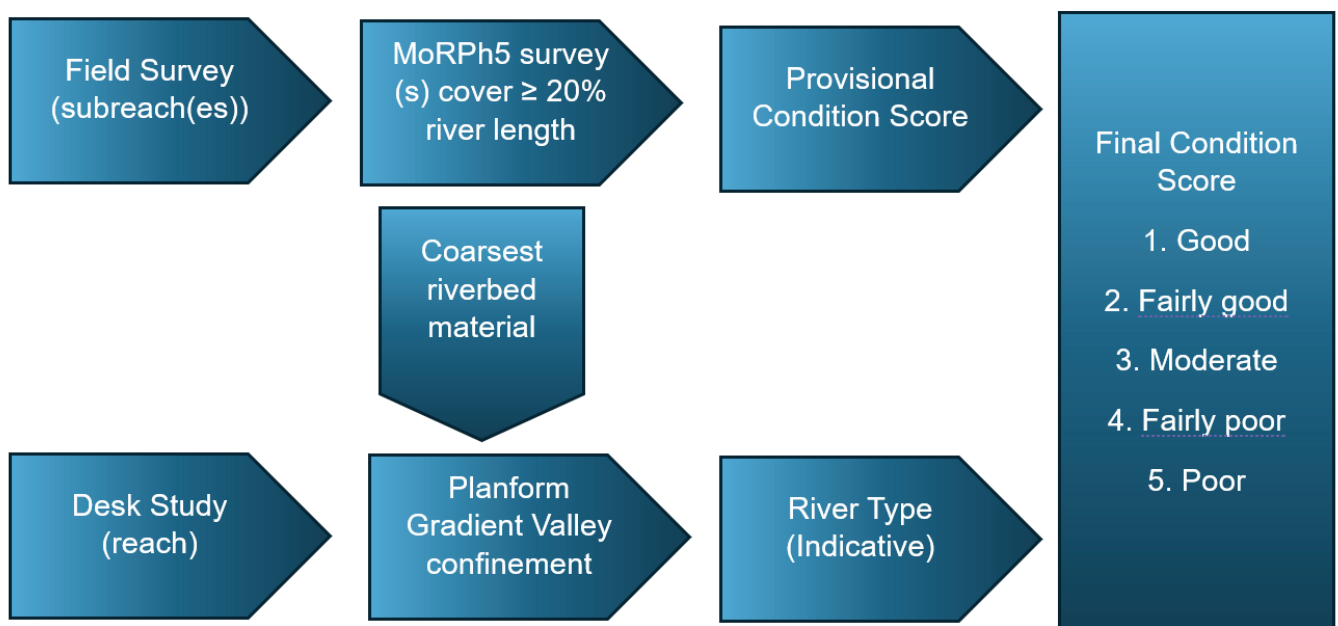 Field Survey
(subreach(es))
MoRPh5 survey
(s) cover ≥ 20%
river length
Provisional
Condition Score
Coarsest
riverbed
material
Desk Study
(reach)
Planform
Gradient Valley
confinement
River Type
(Indicative)
Final Condition
Score
1. Good
2. Fairly good
3. Moderate
4. Fairly poor
5. Poor